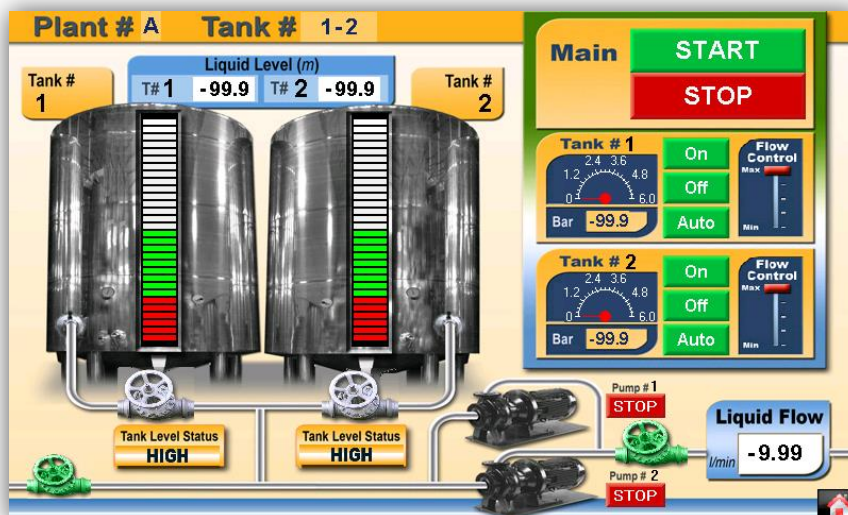 Plant # A Tank # 1-2
Tank #
1
Liquid Level (m)
T# 1 -99.9 T# 2 -99.9
Tank #
2
Main
START
STOP
Tank # 1
0 1.2 2.4 3.6 4.8 6.0
Bar -99.9
On
Off
Auto
Flow
Control
Max
Min
Tank # 2
0 1.2 2.4 3.6 4.8 6.0
Bar -99.9
On
Off
Auto
Flow
Control
Max
Min
Tank Level Status
HIGH
Tank Level Status
HIGH
Pump # 1
STOP
Pump # 2
STOP
Liquid Flow
l/min -9.99